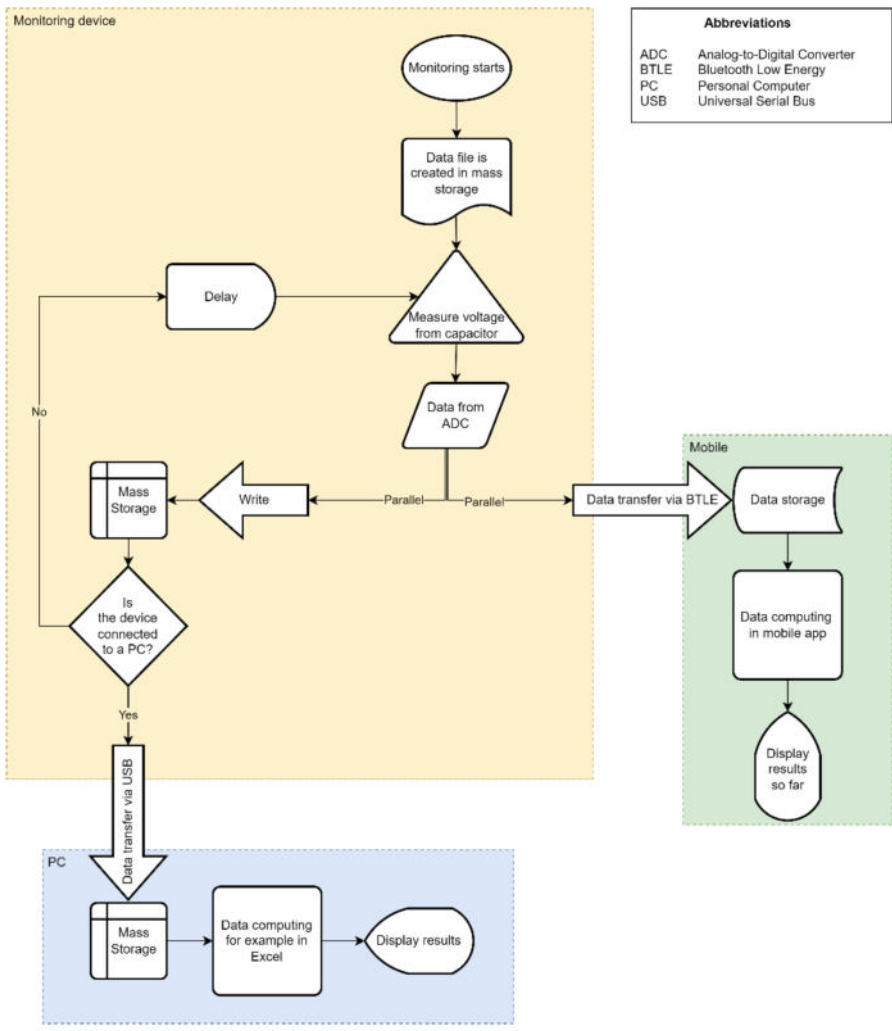 Monitoring device
Abbreviations
ADC Analog-to-Digital Converter
BTLE Bluetooth Low Energy
PC Personal Computer
USB Universal Serial Bus
Monitoring starts
Data file is
created in mass
storage
Delay
Measure voltage
from capacitor
No
Data from
ADC
Mobile
Mass
Storage
Write
Parallel
Parallel
Data transfer via BTLE
Data storage
Is
the device
connected
to a PC?
Data computing
in mobile app
Yes
Display
results
so far
Data transfer via USB
PC
Mass
Storage
Data computing
for example in
Excel
Display results